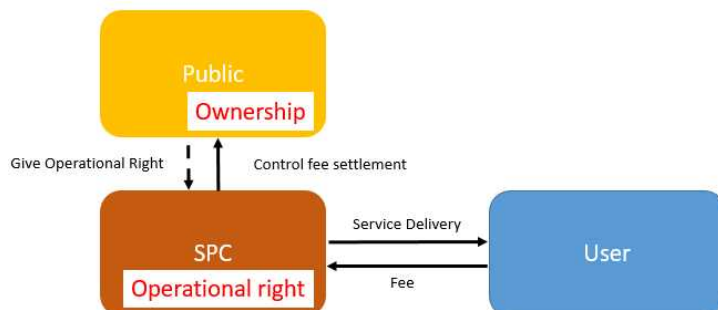 Public
Ownership
Give Operational Right
Control fee settlement
Service Delivery
SPC
User
Operational right
Fee